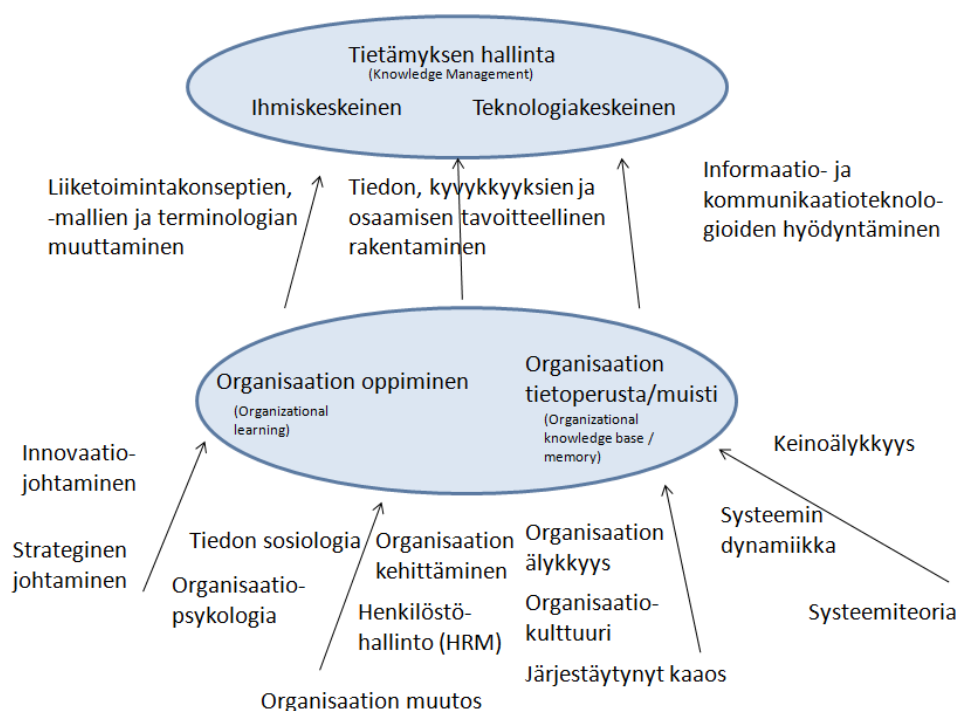 Tietämyksen hallinta
(Knowledge Management)
Ihmiskeskeinen
Teknologiakeskeinen
Liiketoimintakonseptien,
-mallien ja terminologian
muuttaminen
Tiedon, kyvykkyyksien ja
osaamisen tavoitteellinen
rakentaminen
Informaatio- ja
kommunikaatioteknolo-
gioiden hyödyntäminen
Organisaation oppiminen
(Organizational
learning)
Organisaation
tietoperusta/muisti
(Organizational
knowledge base /
memory)
Innovaatio-
johtaminen
Strateginen
johtaminen
Tiedon sosiologia
Organisaatio-
psykologia
Organisaation
kehittäminen
Henkilöstö-
hallinto (HRM)
Organisaation muutos
Organisaation
älykkyys
Organisaatio-
kulttuuri
Järjestäytynyt kaaos
Keinoälykkyys
Systeemin
dynamiikka
Systeemiteoria